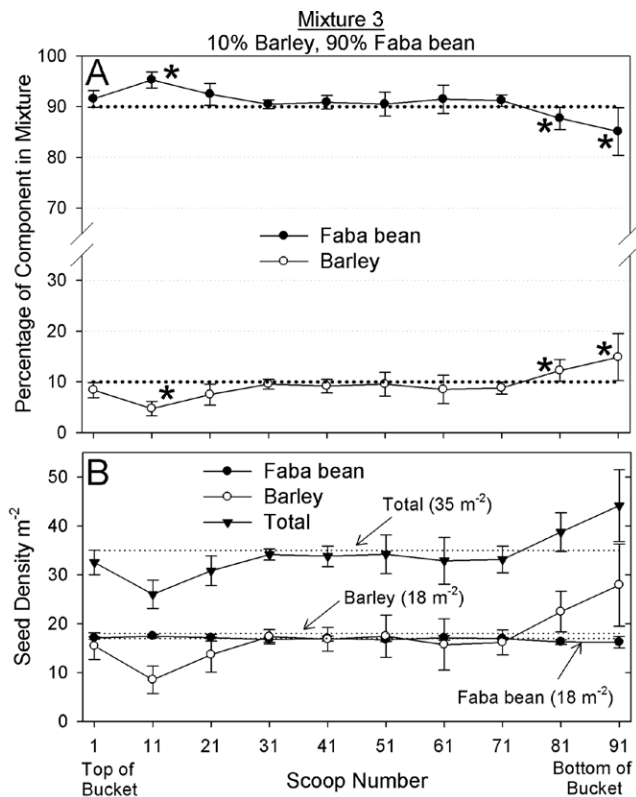 Mixture 3
10% Barley, 90% Faba bean
A
Percentage of Component in Mixture
100
90
80
70
30
20
10
0
Faba bean
Barley
*
*
*
*
*
*
B
Seed Density m⁻²
50
40
30
20
10
0
Faba bean
Barley
Total
Total (35 m⁻²)
Barley (18 m⁻²)
Faba bean (18 m⁻²)
1 11 21 31 41 51 61 71 81 91
Top of
Bucket
Scoop Number
Bottom of
Bucket